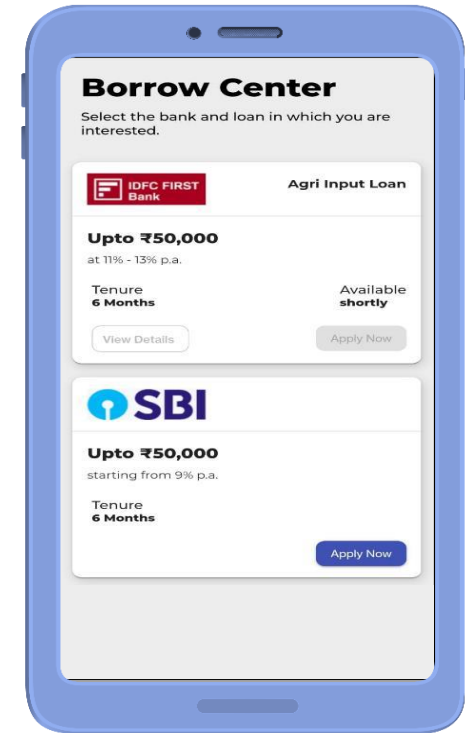 Borrow Center
Select the bank and loan in which you are
interested.
IDFC FIRST
Bank
Agri Input Loan
Upto ₹50,000
at 11% - 13% p.a.
Tenure
6 Months
Available
shortly
View Details
Apply Now
SBI
Upto ₹50,000
starting from 9% p.a.
Tenure
6 Months
Apply Now